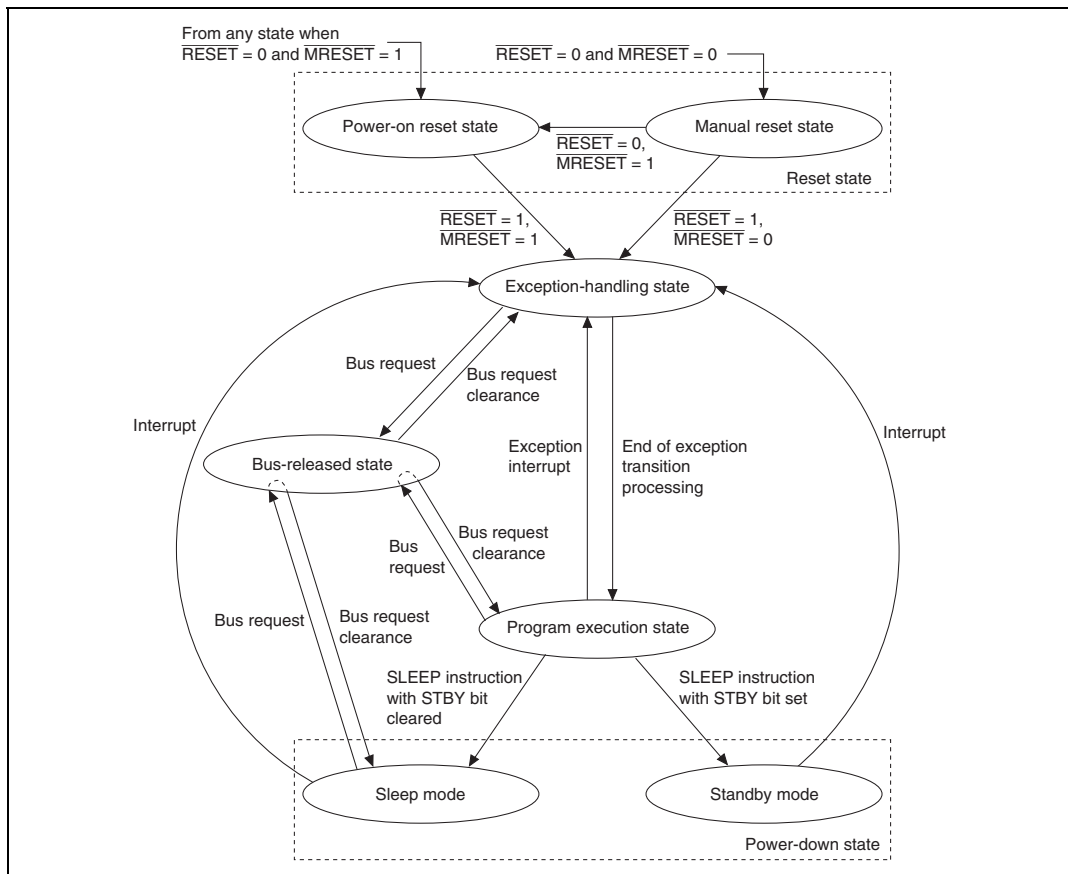 From any state when
RESET = 0 and MRESET = 1
RESET = 0 and MRESET = 0
Power-on reset state
Manual reset state
RESET = 0,
MRESET = 1
Reset state
RESET = 1,
MRESET = 1
RESET = 1,
MRESET = 0
Exception-handling state
Bus request
Bus request
clearance
Interrupt
Exception
interrupt
End of exception
transition
processing
Interrupt
Bus-released state
Bus
request
Bus request
clearance
Bus request
Bus request
clearance
Program execution state
SLEEP instruction
with STBY bit
cleared
SLEEP instruction
with STBY bit set
Sleep mode
Standby mode
Power-down state